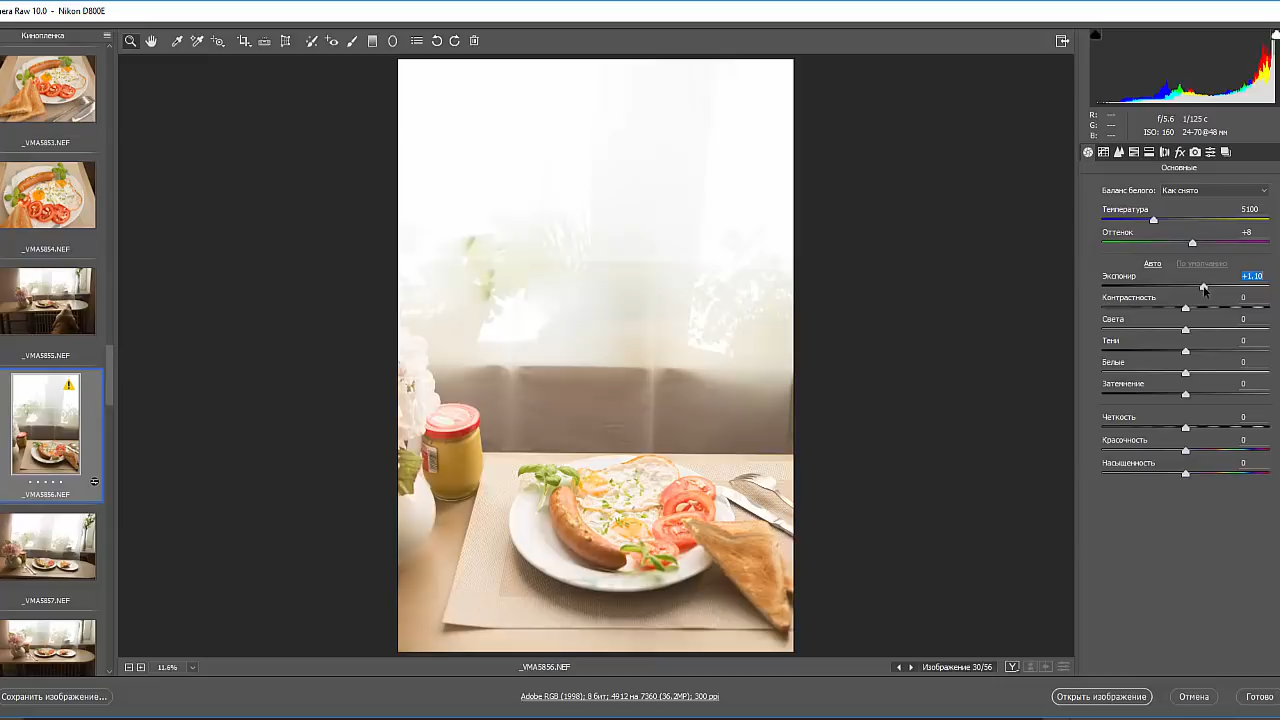 era Raw 10.0 - Nikon D800E
Кинопленка
_VMA5853.NEF
_VMA5854.NEF
_VMA5855.NEF
_VMA5856.NEF
_VMA5857.NEF
R: ---
G: ---
B: ---
f/5.6 1/125 с
ISO: 160 24-70@48 мм
Основные
Баланс белого: Как снято
Температура 5100
Оттенок +8
Авто По умолчанию
Экспонир +1,10
Контрастность 0
Света 0
Тени 0
Белые 0
Затемнение 0
Четкость 0
Красочность 0
Насыщенность 0
11.6%
_VMA5856.NEF
Изображение 30/56
Y
Сохранить изображение...
Adobe RGB (1998); 8 бит; 4912 на 7360 (36,2MP); 300 ppi
Открыть изображение
Отмена
Готово